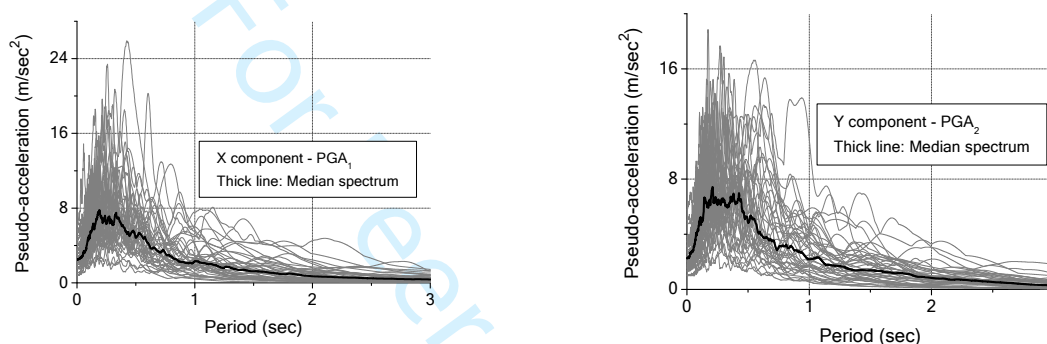 Pseudo-acceleration (m/sec²)
24
16
8
0
0 1 2 3
Period (sec)
X component - PGA₁
Thick line: Median spectrum
Pseudo-acceleration (m/sec²)
16
8
0
0 1 2
Period (sec)
Y component - PGA₂
Thick line: Median spectrum
For